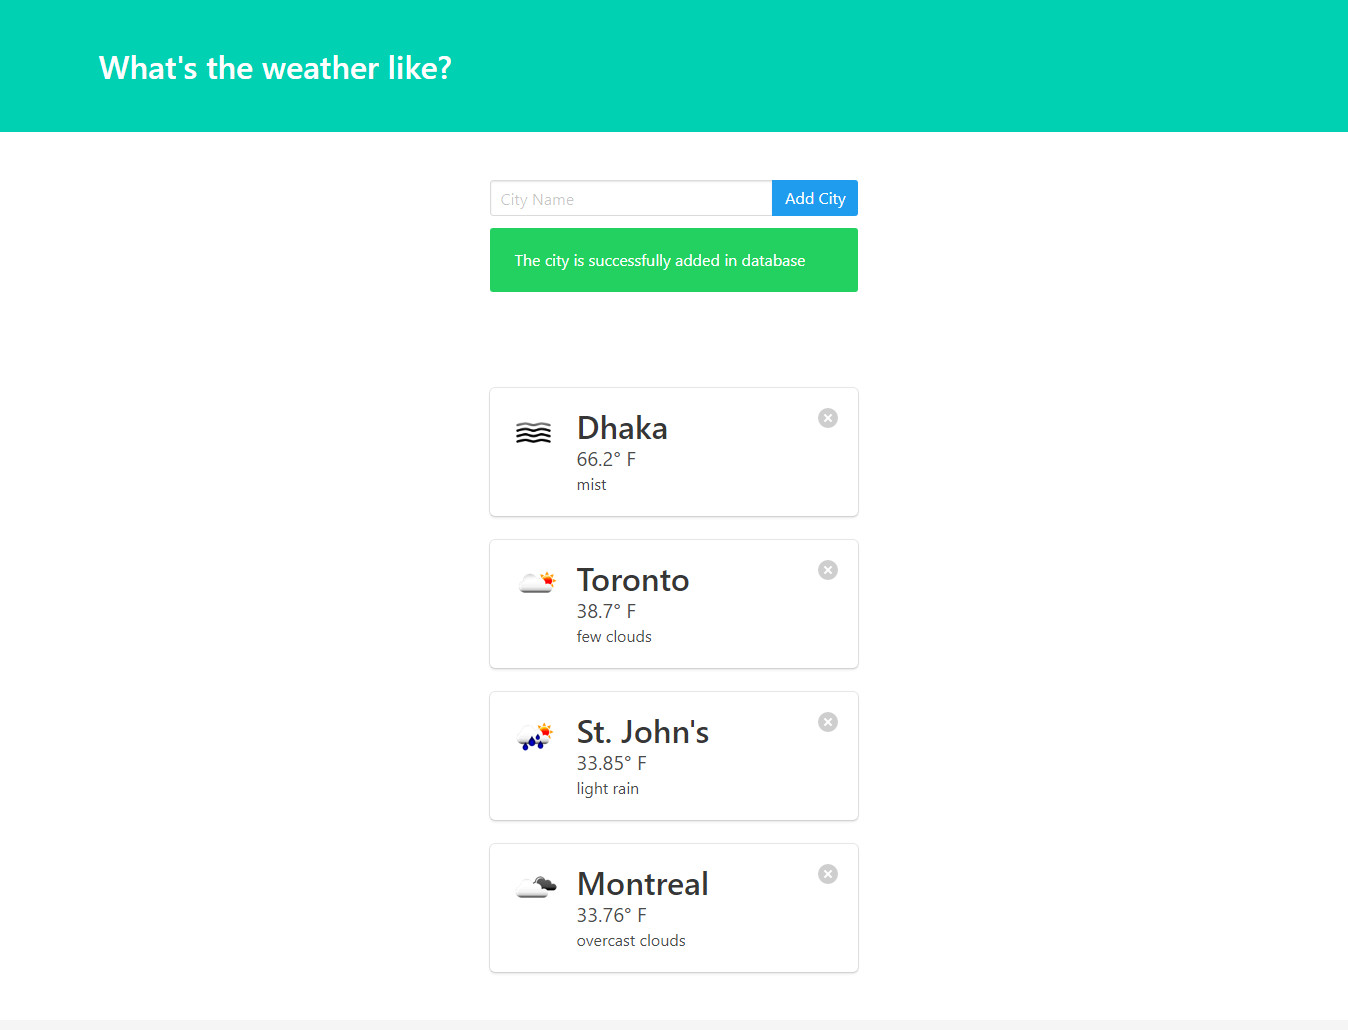 What's the weather like?
City Name
Add City
The city is successfully added in database
Dhaka
66.2° F
mist
Toronto
38.7° F
few clouds
St. John's
33.85° F
light rain
Montreal
33.76° F
overcast clouds